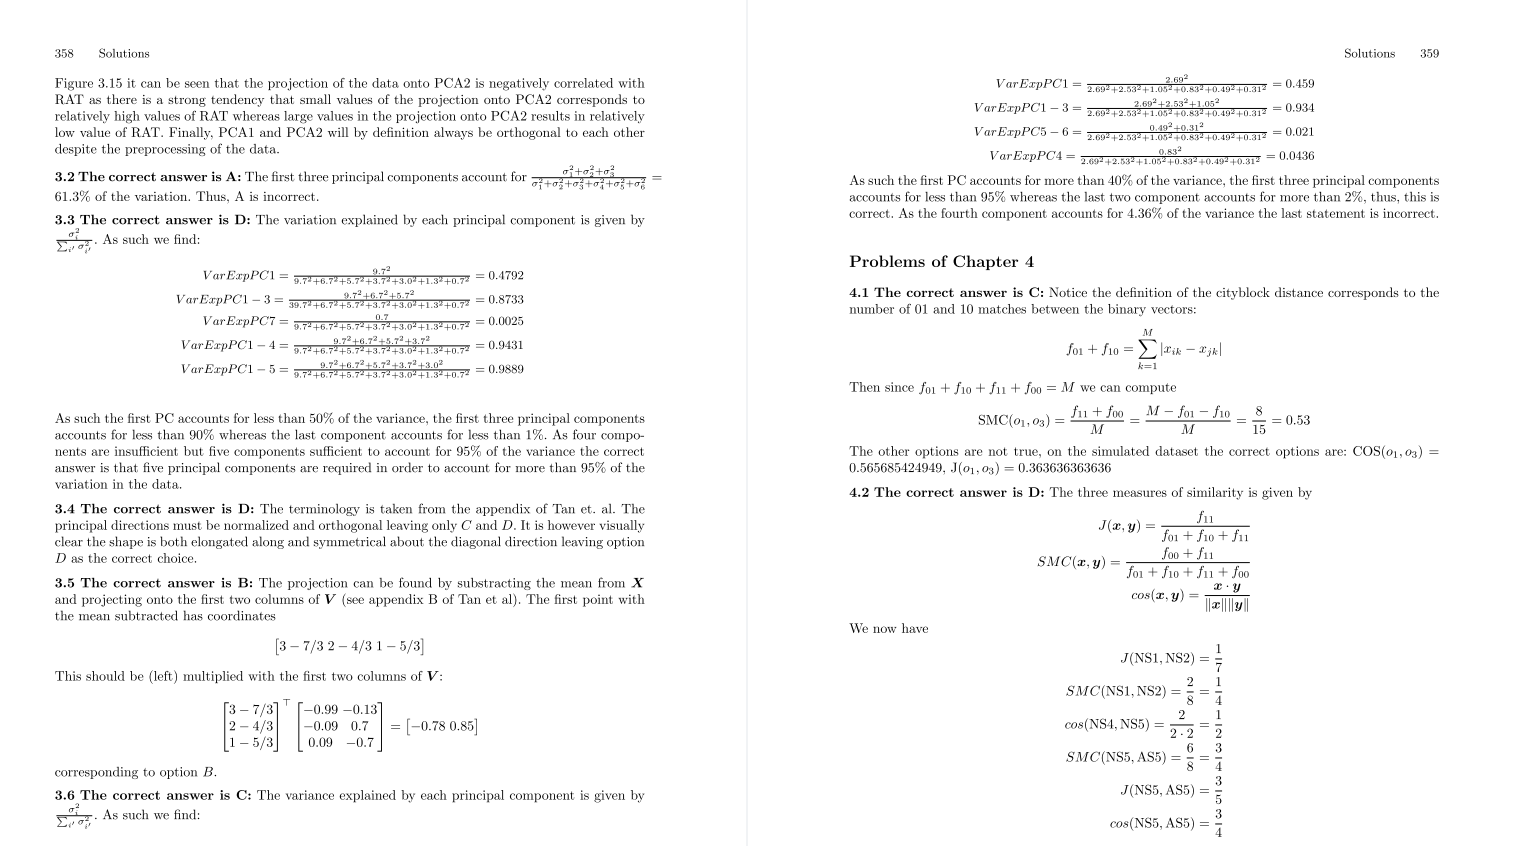 358 Solutions
Figure 3.15 it can be seen that the projection of the data onto PCA2 is negatively correlated with
RAT as there is a strong tendency that small values of the projection onto PCA2 corresponds to
relatively high values of RAT whereas large values in the projection onto PCA2 results in relatively
low value of RAT. Finally, PCA1 and PCA2 will by definition always be orthogonal to each other
despite the preprocessing of the data.
3.2 The correct answer is A: The first three principal components account for (σ₁²+σ₂²+σ₃²)/(σ₁²+σ₂²+σ₃²+σ₄²+σ₅²+σ₆²) =
61.3% of the variation. Thus, A is incorrect.
3.3 The correct answer is D: The variation explained by each principal component is given by
σᵢ²/∑ᵢ′ σᵢ′². As such we find:
VarExpPC1 = 9.7²/(9.7²+6.7²+5.7²+3.7²+3.0²+1.3²+0.7²) = 0.4792
VarExpPC1 − 3 = (9.7²+6.7²+5.7²)/(39.7²+6.7²+5.7²+3.7²+3.0²+1.3²+0.7²) = 0.8733
VarExpPC7 = 0.7/(9.7²+6.7²+5.7²+3.7²+3.0²+1.3²+0.7²) = 0.0025
VarExpPC1 − 4 = (9.7²+6.7²+5.7²+3.7²)/(9.7²+6.7²+5.7²+3.7²+3.0²+1.3²+0.7²) = 0.9431
VarExpPC1 − 5 = (9.7²+6.7²+5.7²+3.7²+3.0²)/(9.7²+6.7²+5.7²+3.7²+3.0²+1.3²+0.7²) = 0.9889
As such the first PC accounts for less than 50% of the variance, the first three principal components
accounts for less than 90% whereas the last component accounts for less than 1%. As four compo-
nents are insufficient but five components sufficient to account for 95% of the variance the correct
answer is that five principal components are required in order to account for more than 95% of the
variation in the data.
3.4 The correct answer is D: The terminology is taken from the appendix of Tan et. al. The
principal directions must be normalized and orthogonal leaving only C and D. It is however visually
clear the shape is both elongated along and symmetrical about the diagonal direction leaving option
D as the correct choice.
3.5 The correct answer is B: The projection can be found by substracting the mean from X
and projecting onto the first two columns of V (see appendix B of Tan et al). The first point with
the mean subtracted has coordinates
[3 − 7/3 2 − 4/3 1 − 5/3]
This should be (left) multiplied with the first two columns of V:
[3 − 7/3; 2 − 4/3; 1 − 5/3]⊤ [−0.99 −0.13; −0.09 0.7; 0.09 −0.7] = [−0.78 0.85]
corresponding to option B.
3.6 The correct answer is C: The variance explained by each principal component is given by
σᵢ²/∑ᵢ′ σᵢ′². As such we find:
Solutions 359
VarExpPC1 = 2.69²/(2.69²+2.53²+1.05²+0.83²+0.49²+0.31²) = 0.459
VarExpPC1 − 3 = (2.69²+2.53²+1.05²)/(2.69²+2.53²+1.05²+0.83²+0.49²+0.31²) = 0.934
VarExpPC5 − 6 = (0.49²+0.31²)/(2.69²+2.53²+1.05²+0.83²+0.49²+0.31²) = 0.021
VarExpPC4 = 0.83²/(2.69²+2.53²+1.05²+0.83²+0.49²+0.31²) = 0.0436
As such the first PC accounts for more than 40% of the variance, the first three principal components
accounts for less than 95% whereas the last two component accounts for more than 2%, thus, this is
correct. As the fourth component accounts for 4.36% of the variance the last statement is incorrect.
Problems of Chapter 4
4.1 The correct answer is C: Notice the definition of the cityblock distance corresponds to the
number of 01 and 10 matches between the binary vectors:
f₀₁ + f₁₀ = ∑_{k=1}^{M} |x_{ik} − x_{jk}|
Then since f₀₁ + f₁₀ + f₁₁ + f₀₀ = M we can compute
SMC(o₁, o₃) = (f₁₁ + f₀₀)/M = (M − f₀₁ − f₁₀)/M = 8/15 = 0.53
The other options are not true, on the simulated dataset the correct options are: COS(o₁, o₃) =
0.565685424949, J(o₁, o₃) = 0.363636363636
4.2 The correct answer is D: The three measures of similarity is given by
J(x, y) = f₁₁/(f₀₁ + f₁₀ + f₁₁)
SMC(x, y) = (f₀₀ + f₁₁)/(f₀₁ + f₁₀ + f₁₁ + f₀₀)
cos(x, y) = x · y/(‖x‖‖y‖)
We now have
J(NS1, NS2) = 1/7
SMC(NS1, NS2) = 2/8 = 1/4
cos(NS4, NS5) = 2/(2 · 2) = 1/2
SMC(NS5, AS5) = 6/8 = 3/4
J(NS5, AS5) = 3/5
cos(NS5, AS5) = 3/4